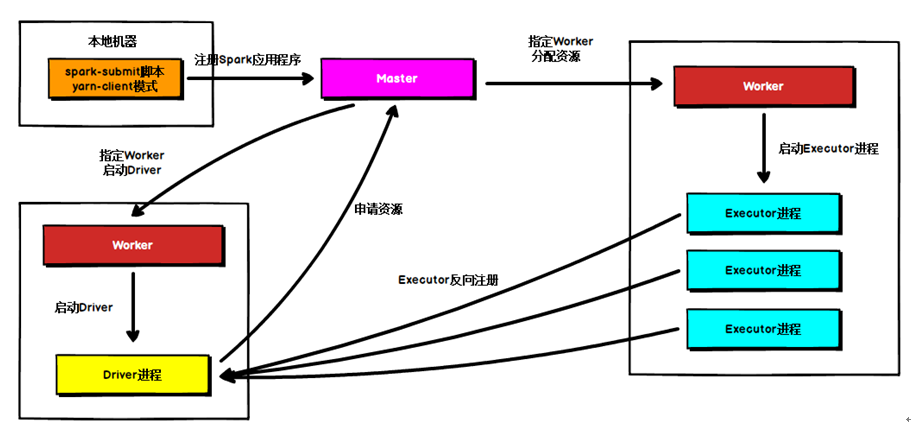 本地机器
spark-submit脚本
yarn-client模式
注册Spark应用程序
Master
指定Worker
分配资源
Worker
启动Executor进程
Executor进程
Executor进程
Executor进程
指定Worker
启动Driver
申请资源
Executor反向注册
Worker
启动Driver
Driver进程